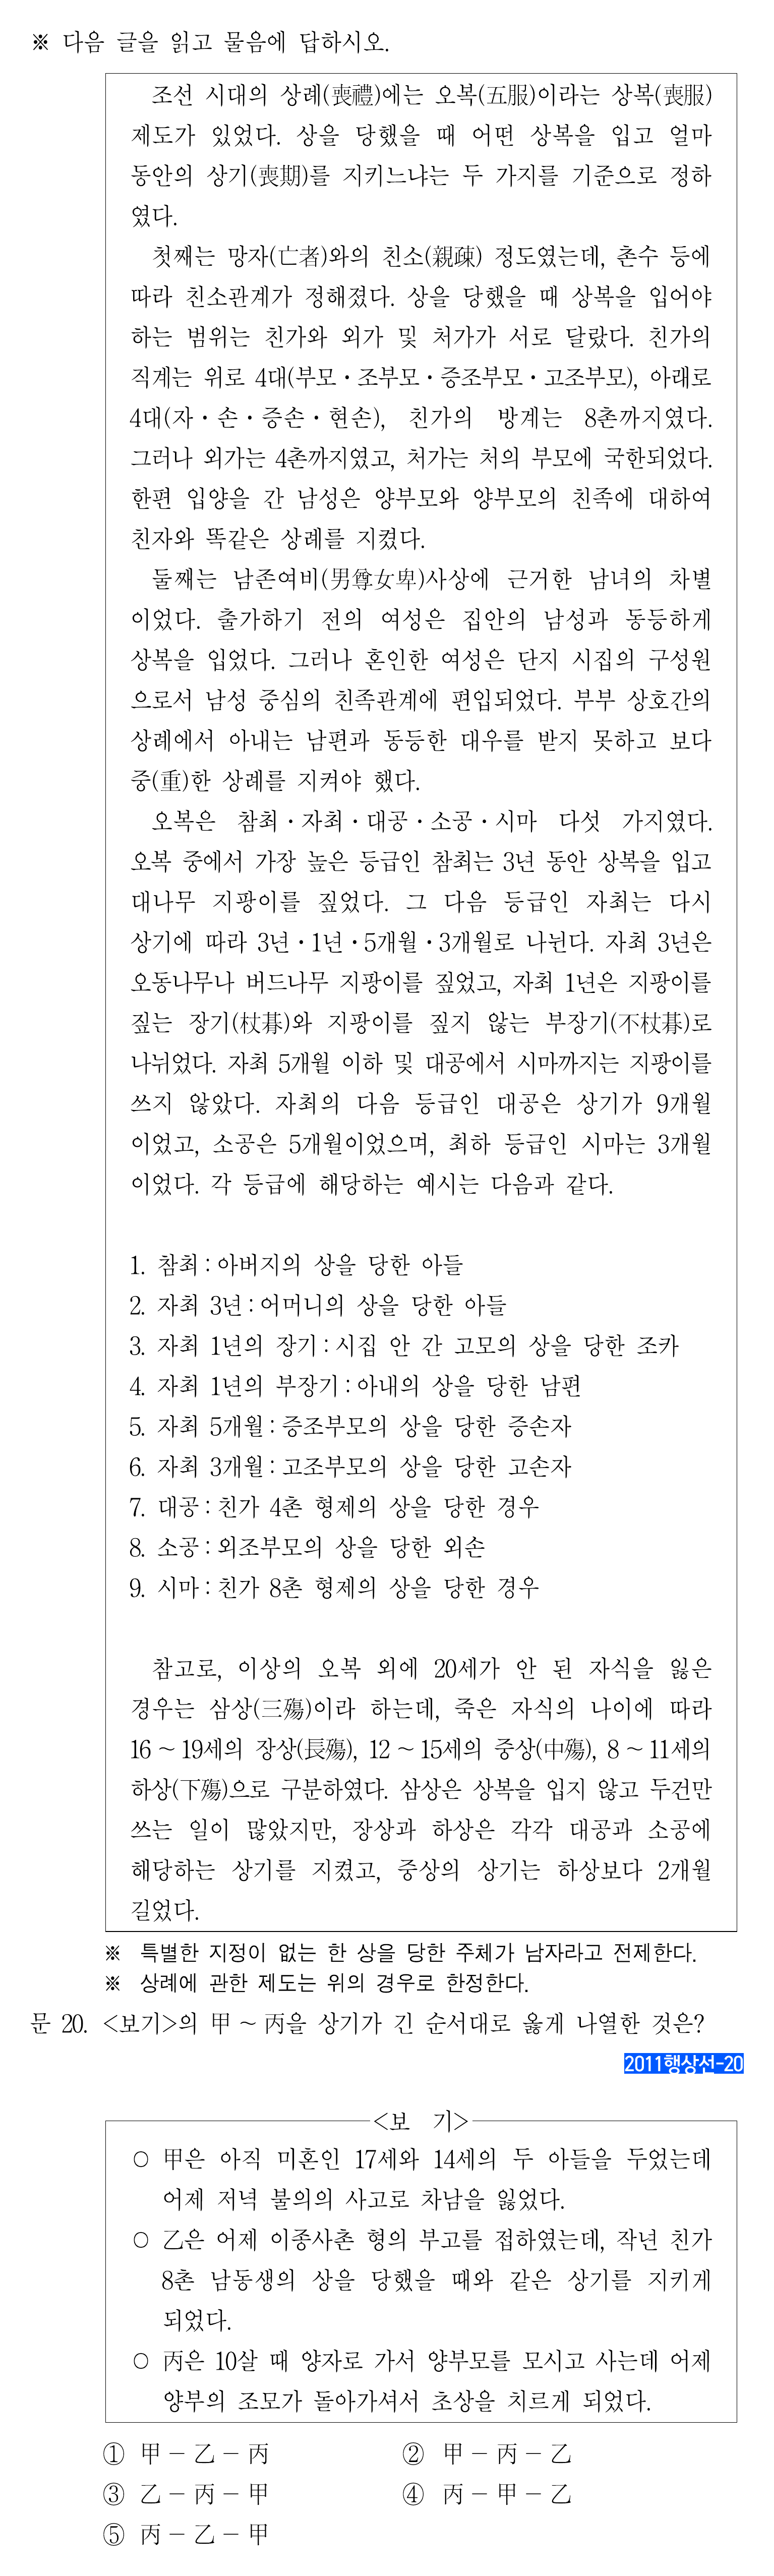 ※ 다음 글을 읽고 물음에 답하시오.
조선 시대의 상례(喪禮)에는 오복(五服)이라는 상복(喪服)
제도가 있었다. 상을 당했을 때 어떤 상복을 입고 얼마
동안의 상기(喪期)를 지키느냐는 두 가지를 기준으로 정하
였다.
첫째는 망자(亡者)와의 친소(親疎) 정도였는데, 촌수 등에
따라 친소관계가 정해졌다. 상을 당했을 때 상복을 입어야
하는 범위는 친가와 외가 및 처가가 서로 달랐다. 친가의
직계는 위로 4대(부모·조부모·증조부모·고조부모), 아래로
4대(자·손·증손·현손), 친가의 방계는 8촌까지였다.
그러나 외가는 4촌까지였고, 처가는 처의 부모에 국한되었다.
한편 입양을 간 남성은 양부모와 양부모의 친족에 대하여
친자와 똑같은 상례를 지켰다.
둘째는 남존여비(男尊女卑)사상에 근거한 남녀의 차별
이었다. 출가하기 전의 여성은 집안의 남성과 동등하게
상복을 입었다. 그러나 혼인한 여성은 단지 시집의 구성원
으로서 남성 중심의 친족관계에 편입되었다. 부부 상호간의
상례에서 아내는 남편과 동등한 대우를 받지 못하고 보다
중(重)한 상례를 지켜야 했다.
오복은 참최·자최·대공·소공·시마 다섯 가지였다.
오복 중에서 가장 높은 등급인 참최는 3년 동안 상복을 입고
대나무 지팡이를 짚었다. 그 다음 등급인 자최는 다시
상기에 따라 3년·1년·5개월·3개월로 나뉜다. 자최 3년은
오동나무나 버드나무 지팡이를 짚었고, 자최 1년은 지팡이를
짚는 장기(杖朞)와 지팡이를 짚지 않는 부장기(不杖朞)로
나뉘었다. 자최 5개월 이하 및 대공에서 시마까지는 지팡이를
쓰지 않았다. 자최의 다음 등급인 대공은 상기가 9개월
이었고, 소공은 5개월이었으며, 최하 등급인 시마는 3개월
이었다. 각 등급에 해당하는 예시는 다음과 같다.
1. 참최 : 아버지의 상을 당한 아들
2. 자최 3년 : 어머니의 상을 당한 아들
3. 자최 1년의 장기 : 시집 안 간 고모의 상을 당한 조카
4. 자최 1년의 부장기 : 아내의 상을 당한 남편
5. 자최 5개월 : 증조부모의 상을 당한 증손자
6. 자최 3개월 : 고조부모의 상을 당한 고손자
7. 대공 : 친가 4촌 형제의 상을 당한 경우
8. 소공 : 외조부모의 상을 당한 외손
9. 시마 : 친가 8촌 형제의 상을 당한 경우
참고로, 이상의 오복 외에 20세가 안 된 자식을 잃은
경우는 삼상(三殤)이라 하는데, 죽은 자식의 나이에 따라
16 ~ 19세의 장상(長殤), 12 ~ 15세의 중상(中殤), 8 ~ 11세의
하상(下殤)으로 구분하였다. 삼상은 상복을 입지 않고 두건만
쓰는 일이 많았지만, 장상과 하상은 각각 대공과 소공에
해당하는 상기를 지켰고, 중상의 상기는 하상보다 2개월
길었다.
※ 특별한 지정이 없는 한 상을 당한 주체가 남자라고 전제한다.
※ 상례에 관한 제도는 위의 경우로 한정한다.
문 20. <보기>의 甲 ~ 丙을 상기가 긴 순서대로 옳게 나열한 것은?
2011행상선-20
<보 기>
○ 甲은 아직 미혼인 17세와 14세의 두 아들을 두었는데
어제 저녁 불의의 사고로 차남을 잃었다.
○ 乙은 어제 이종사촌 형의 부고를 접하였는데, 작년 친가
8촌 남동생의 상을 당했을 때와 같은 상기를 지키게
되었다.
○ 丙은 10살 때 양자로 가서 양부모를 모시고 사는데 어제
양부의 조모가 돌아가셔서 초상을 치르게 되었다.
① 甲 - 乙 - 丙 ② 甲 - 丙 - 乙
③ 乙 - 丙 - 甲 ④ 丙 - 甲 - 乙
⑤ 丙 - 乙 - 甲